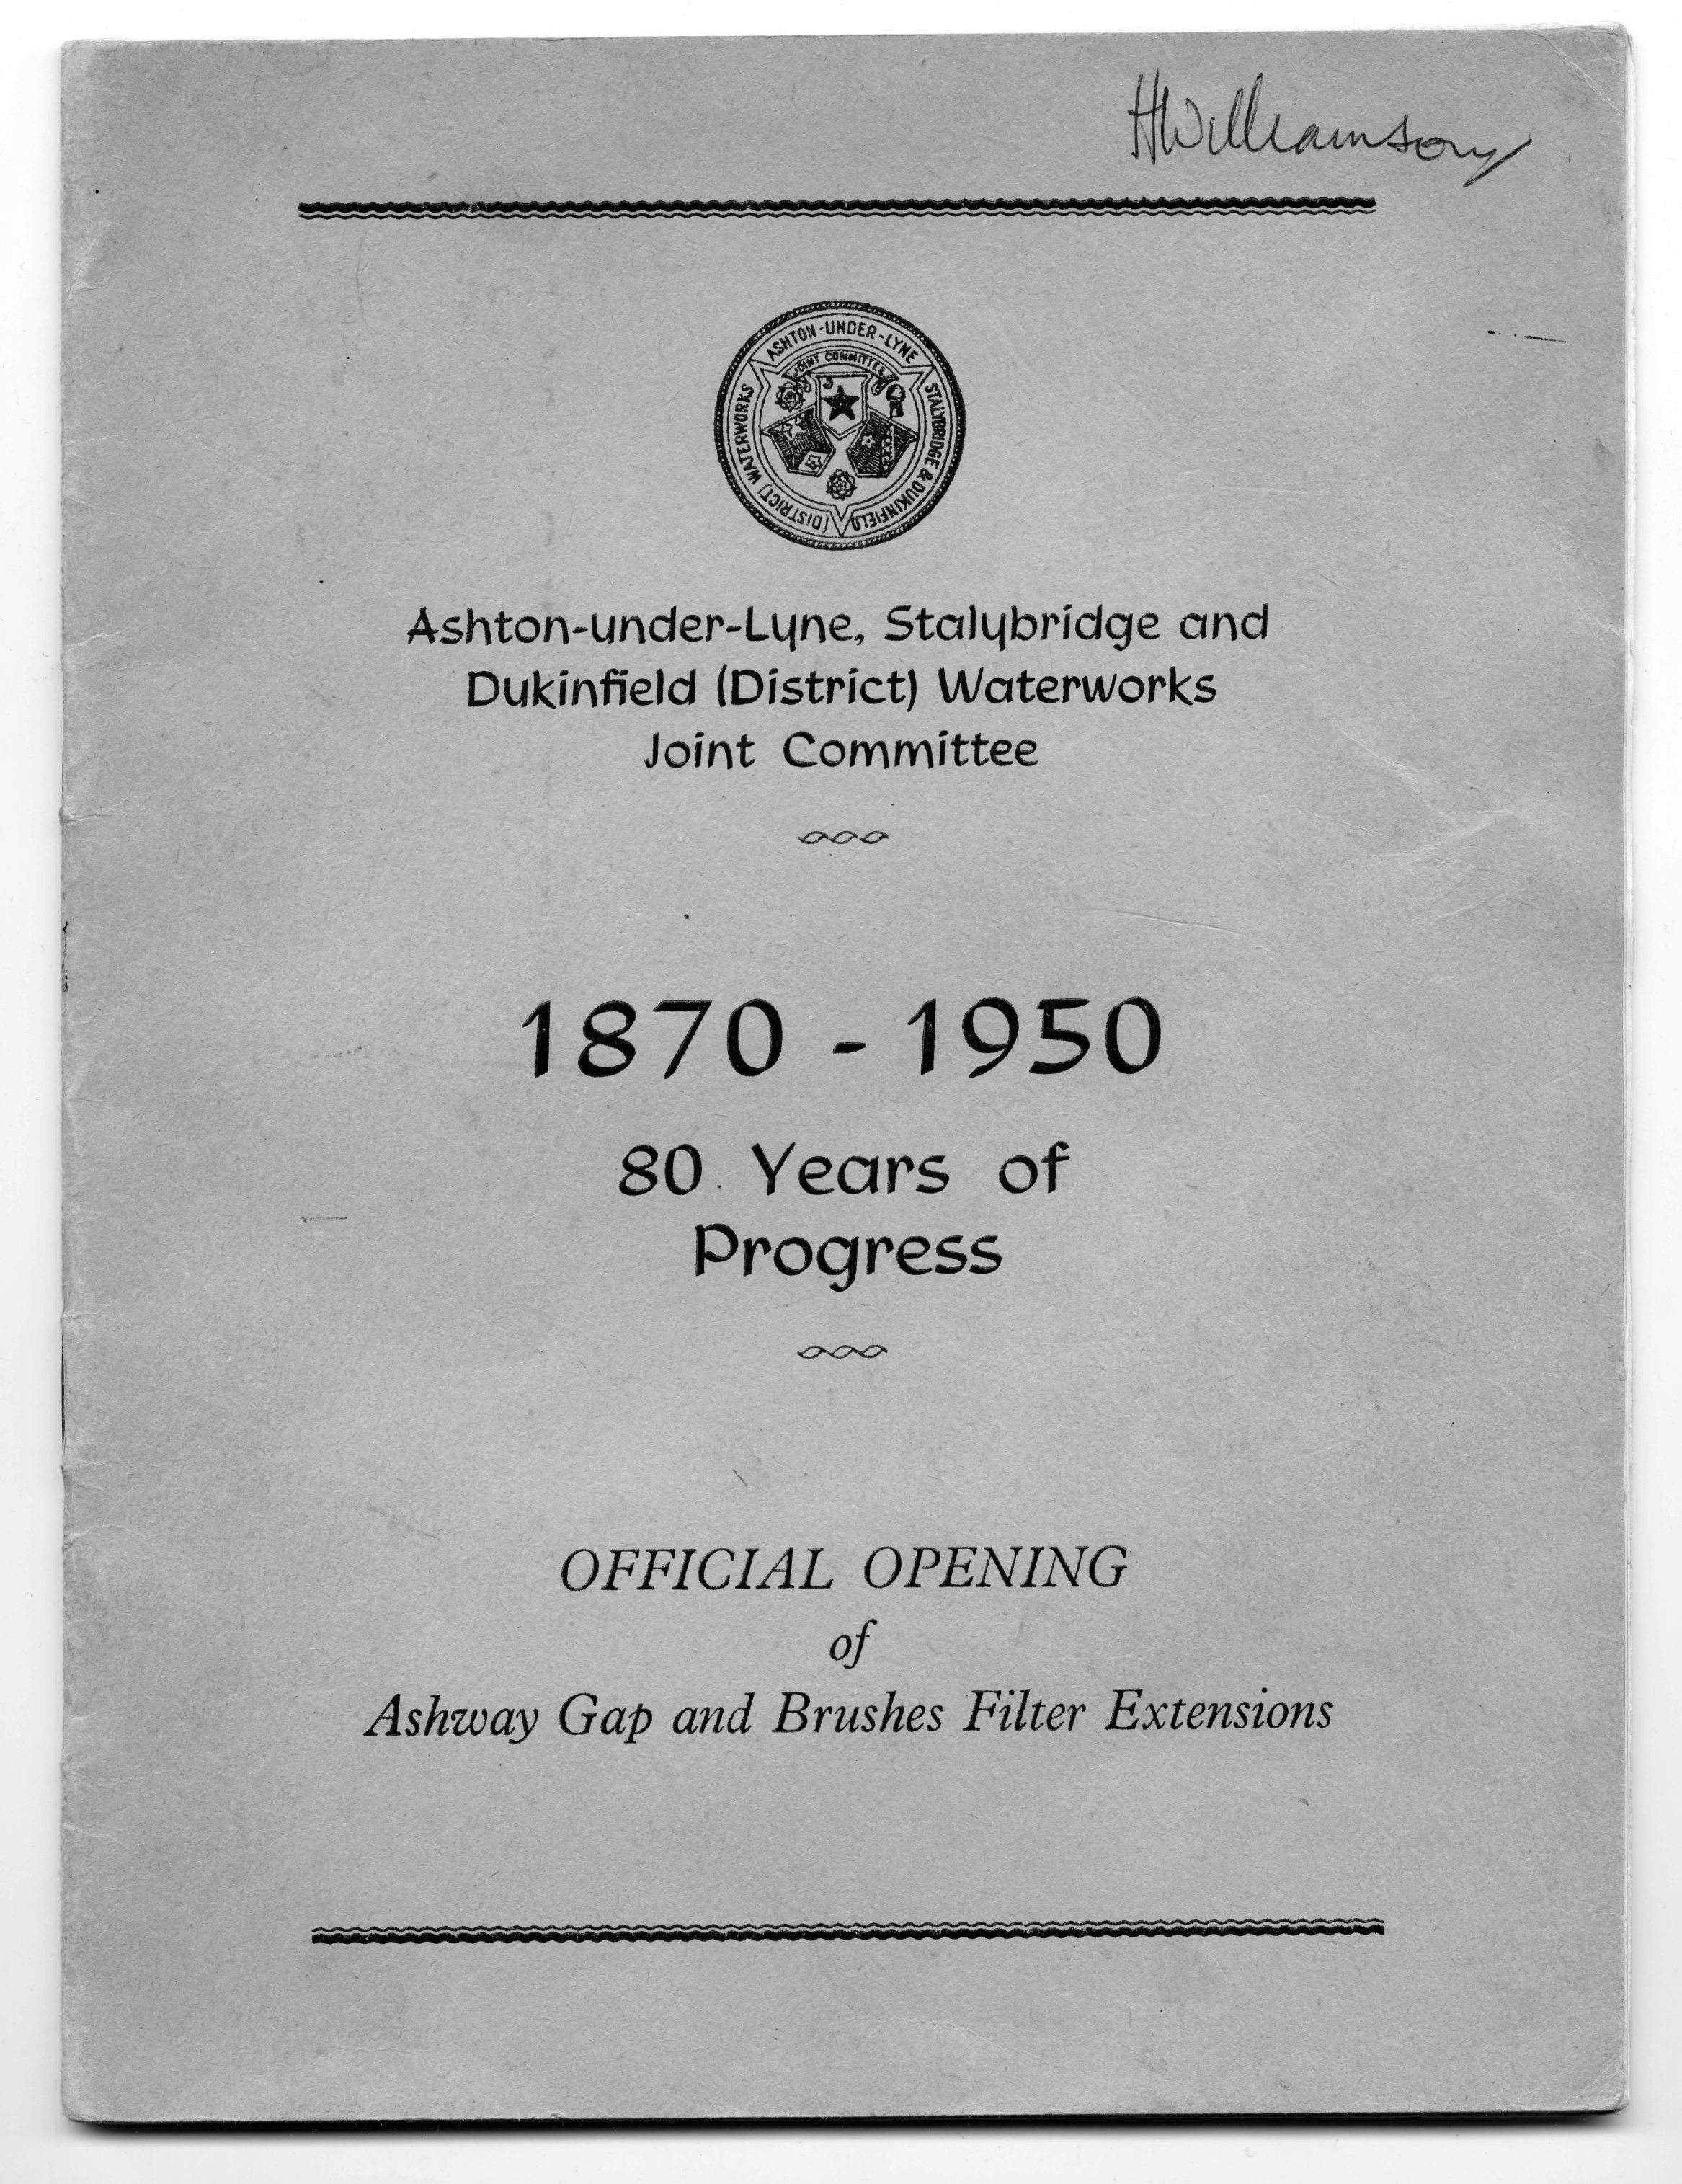 HWilliamson
ASHTON-UNDER-LYNE
STALYBRIDGE & DUKINFIELD
(DISTRICT) WATERWORKS
JOINT COMMITTEE
Ashton-under-Lyne, Stalybridge and
Dukinfield (District) Waterworks
Joint Committee
1870 - 1950
80 Years of
Progress
OFFICIAL OPENING
of
Ashway Gap and Brushes Filter Extensions